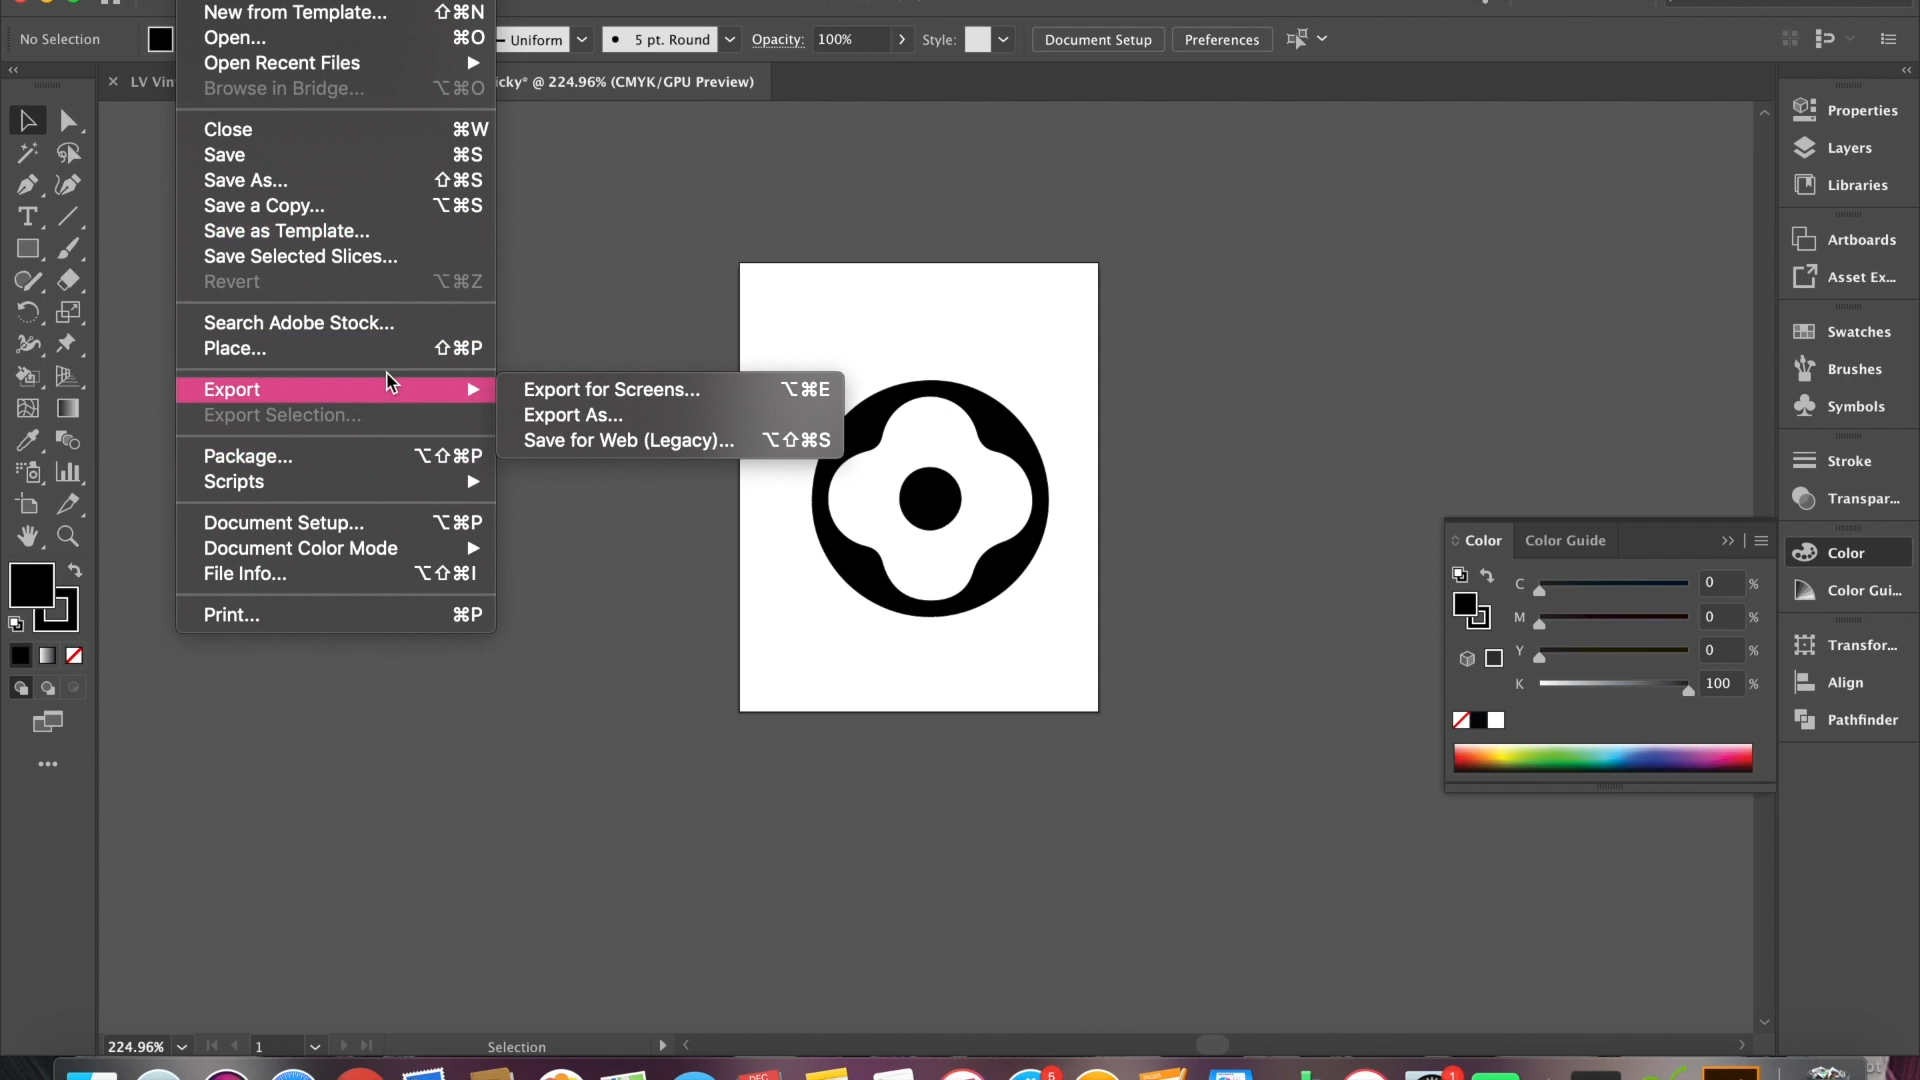 New from Template... ⇧⌘N
No Selection
Open... ⌘O
Uniform
5 pt. Round
Opacity:
100%
Style:
Document Setup
Preferences
Open Recent Files
Browse in Bridge... ⌥⌘O
LV Vin
icky* @ 224.96% (CMYK/GPU Preview)
Close ⌘W
Save ⌘S
Save As... ⇧⌘S
Save a Copy... ⌥⌘S
Save as Template...
Save Selected Slices...
Revert ⌥⌘Z
Search Adobe Stock...
Place... ⇧⌘P
Export
Export Selection...
Package... ⌥⇧⌘P
Scripts
Document Setup... ⌥⌘P
Document Color Mode
File Info... ⌥⇧⌘I
Print... ⌘P
Export for Screens... ⌥⌘E
Export As...
Save for Web (Legacy)... ⌥⇧⌘S
Properties
Layers
Libraries
Artboards
Asset Ex...
Swatches
Brushes
Symbols
Stroke
Transpar...
Color
Color Gui...
Transfor...
Align
Pathfinder
Color
Color Guide
C 0 %
M 0 %
Y 0 %
K 100 %
224.96%
1
Selection
DEC
5
1